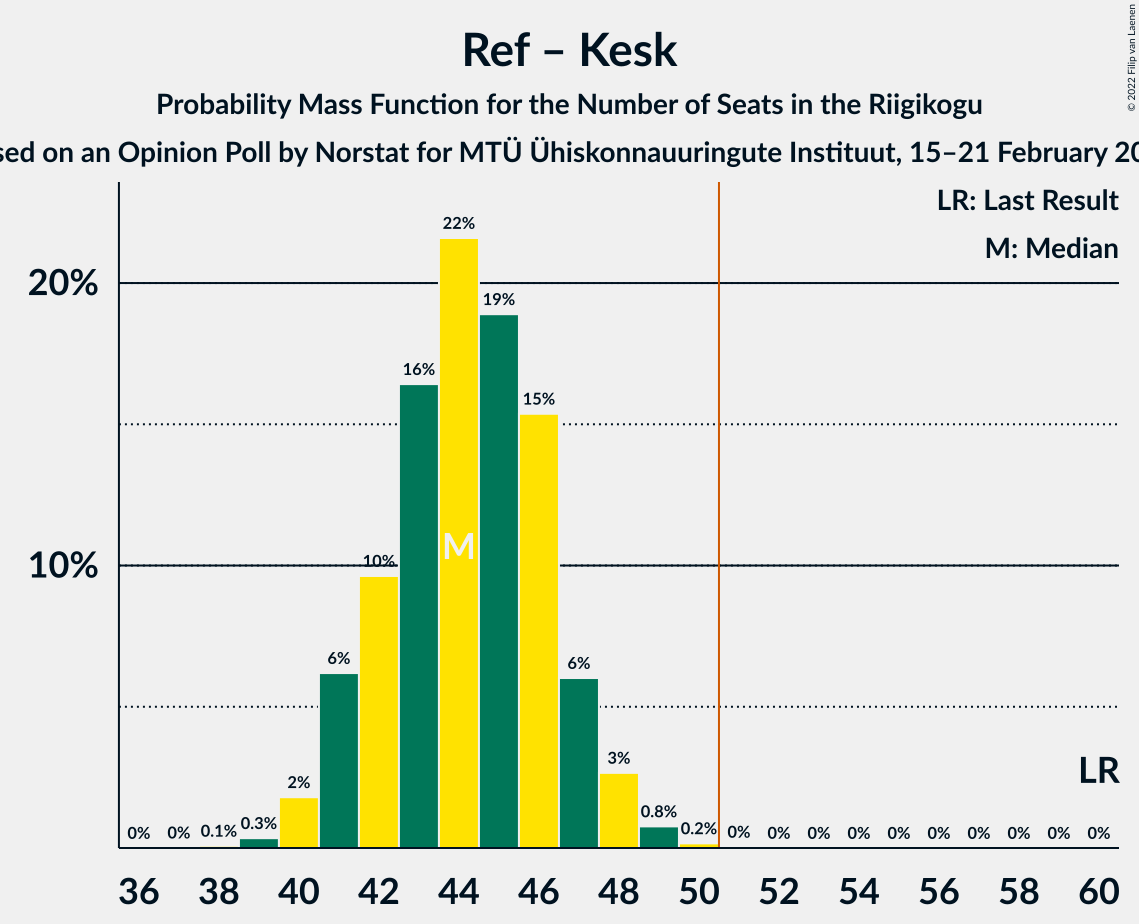 Ref – Kesk
Probability Mass Function for the Number of Seats in the Riigikogu
sed on an Opinion Poll by Norstat for MTÜ Ühiskonnauuringute Instituut, 15–21 February 20
© 2022 Filip van Laenen
LR: Last Result
M: Median
22%
20%
19%
16%
15%
M
10%
10%
6%
6%
3%
LR
2%
0.8%
0% 0% 0.1% 0.3% 0.2% 0% 0% 0% 0% 0% 0% 0% 0% 0% 0%
36 38 40 42 44 46 48 50 52 54 56 58 60